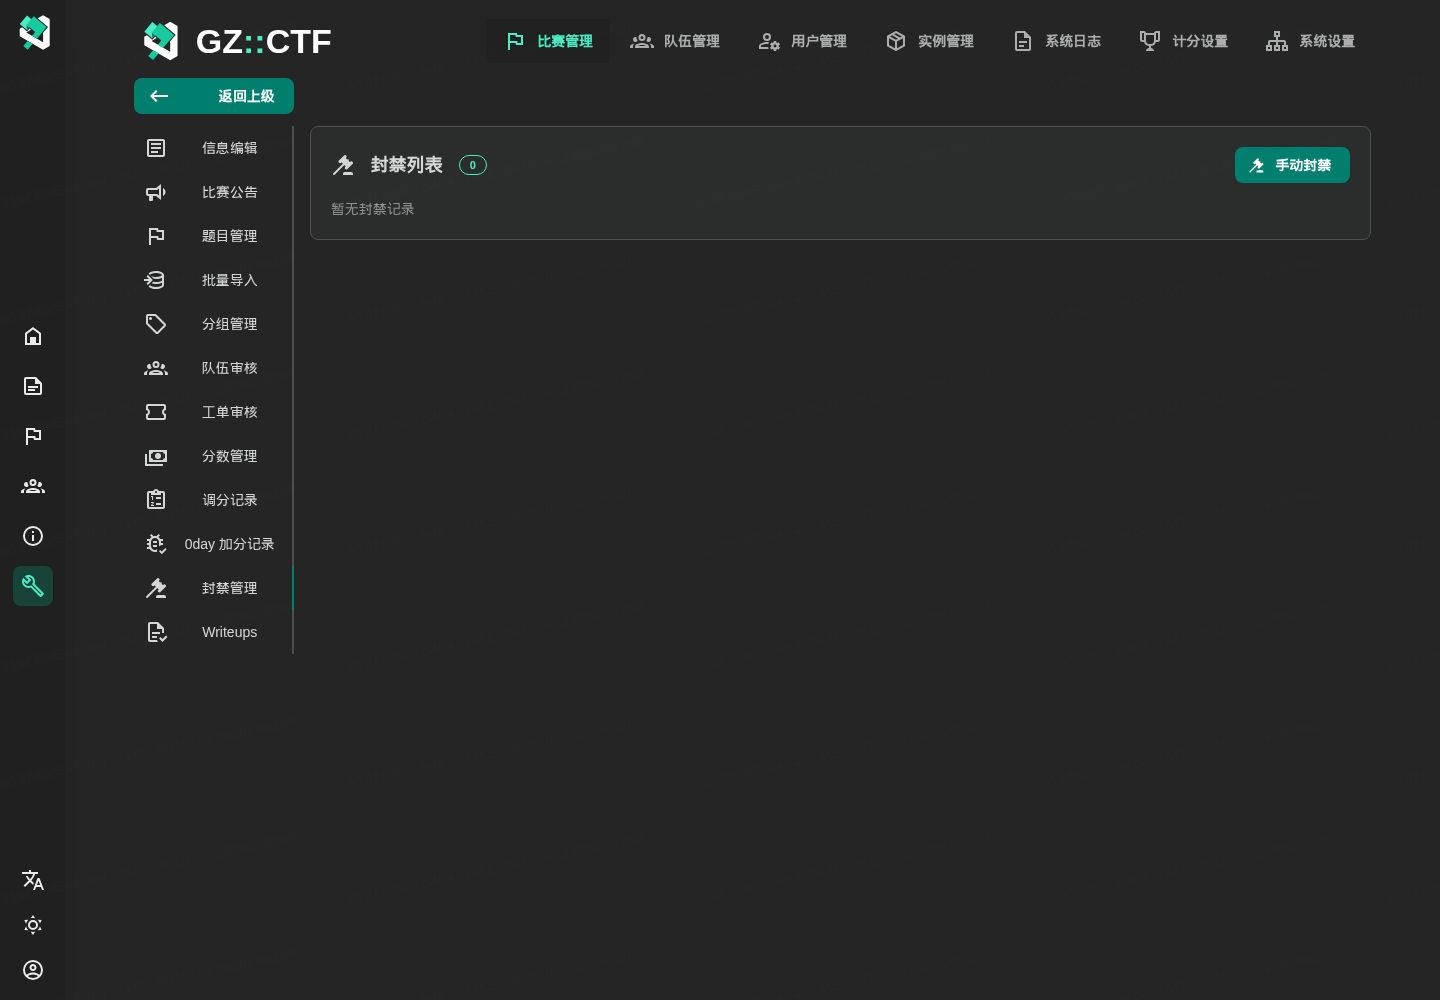 GZ::CTF
比赛管理
队伍管理
用户管理
实例管理
系统日志
计分设置
系统设置
返回上级
信息编辑
比赛公告
题目管理
批量导入
分组管理
队伍审核
工单审核
分数管理
调分记录
0day 加分记录
封禁管理
Writeups
封禁列表 0
手动封禁
暂无封禁记录